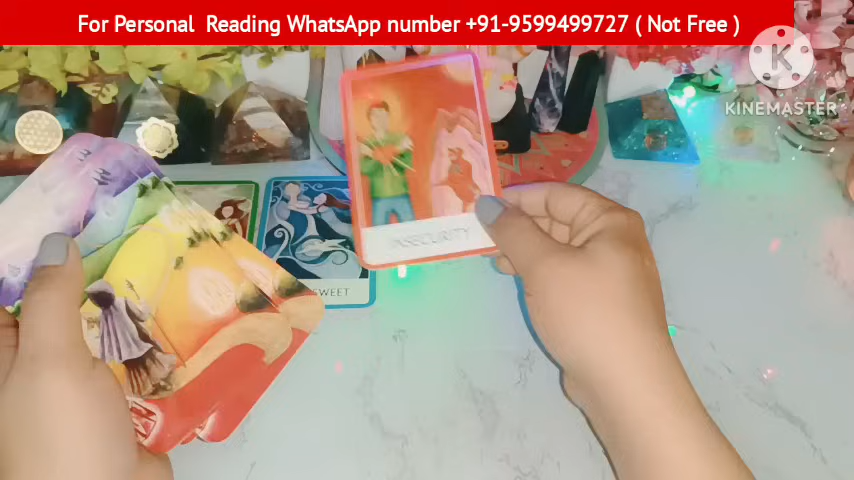 For Personal Reading WhatsApp number +91-9599499727 ( Not Free )
K
KINEMASTER
INSECURITY
SWEET